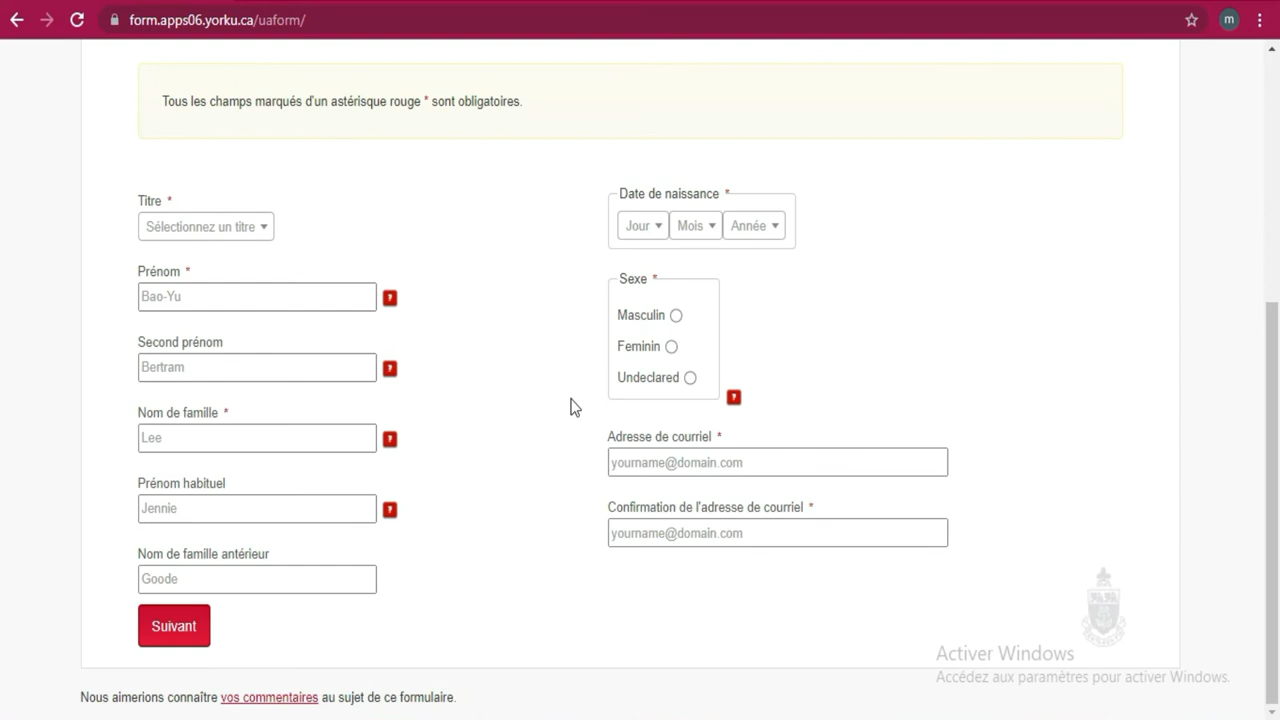 form.apps06.yorku.ca/uaform/
m
Tous les champs marqués d'un astérisque rouge * sont obligatoires.
Titre *
Sélectionnez un titre
Prénom *
Bao-Yu
Second prénom
Bertram
Nom de famille *
Lee
Prénom habituel
Jennie
Nom de famille antérieur
Goode
Suivant
Date de naissance *
Jour Mois Année
Sexe *
Masculin
Feminin
Undeclared
Adresse de courriel *
yourname@domain.com
Confirmation de l'adresse de courriel *
yourname@domain.com
Activer Windows
Accédez aux paramètres pour activer Windows.
Nous aimerions connaître vos commentaires au sujet de ce formulaire.